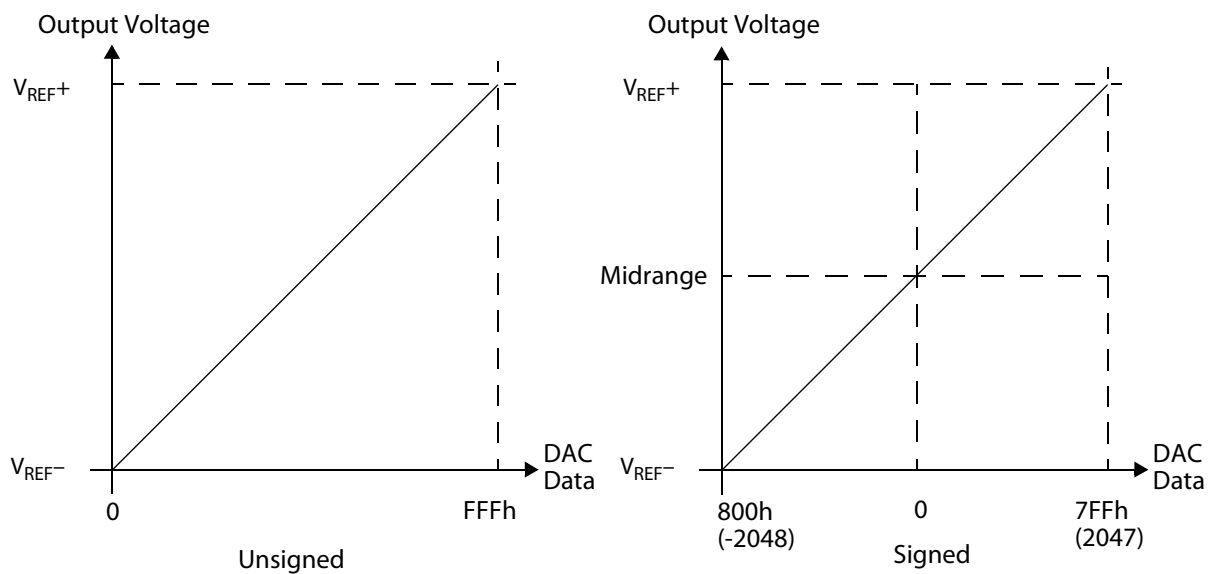 Output Voltage
VREF+
VREF−
0
FFFh
DAC
Data
Unsigned
Output Voltage
VREF+
Midrange
VREF−
800h
(-2048)
0
7FFh
(2047)
DAC
Data
Signed